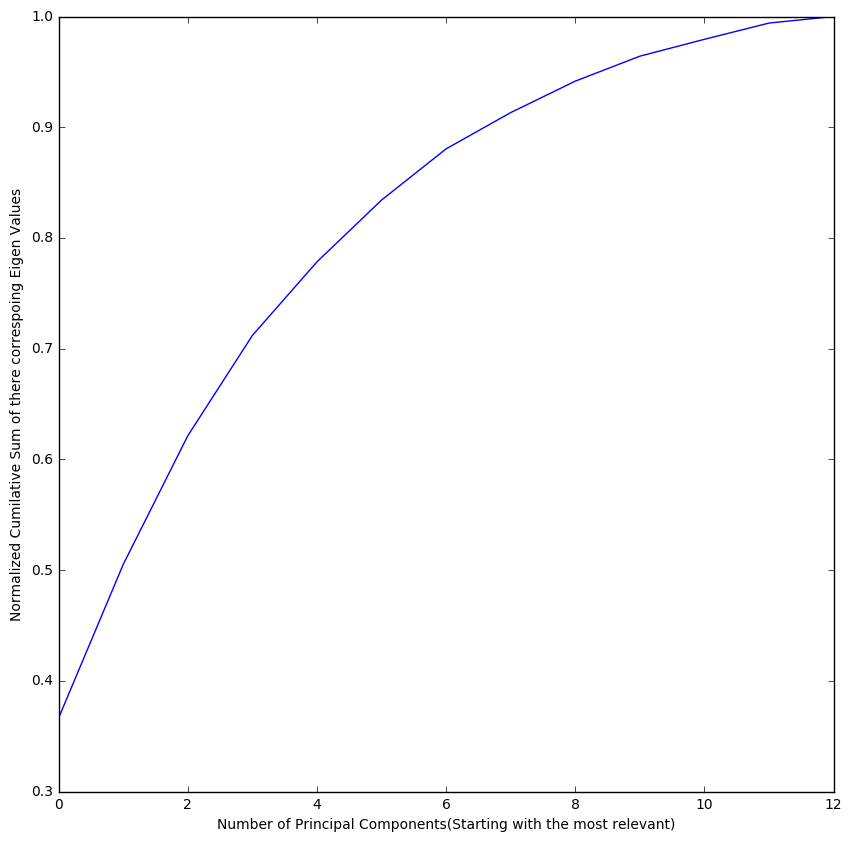 1.0
0.9
0.8
0.7
0.6
0.5
0.4
0.3
0 2 4 6 8 10 12
Normalized Cumilative Sum of there correspoing Eigen Values
Number of Principal Components(Starting with the most relevant)